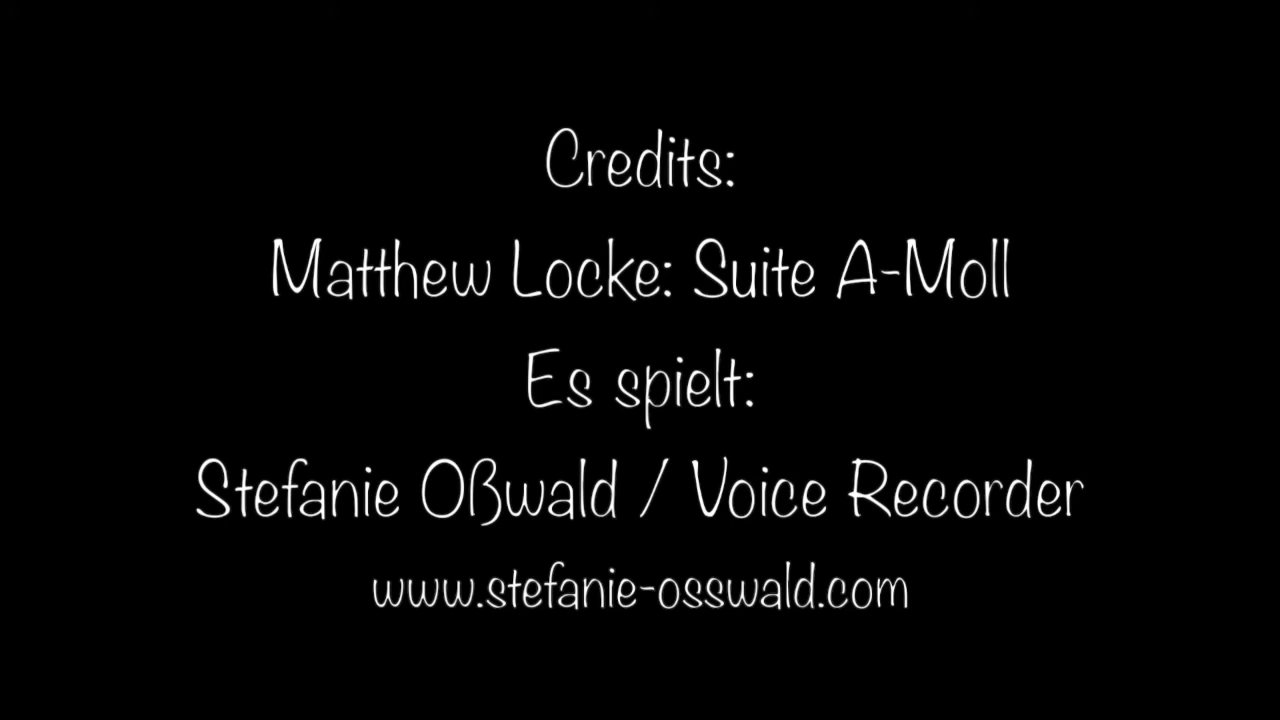 Credits:
Matthew Locke: Suite A-Moll
Es spielt:
Stefanie Oßwald / Voice Recorder
www.stefanie-osswald.com